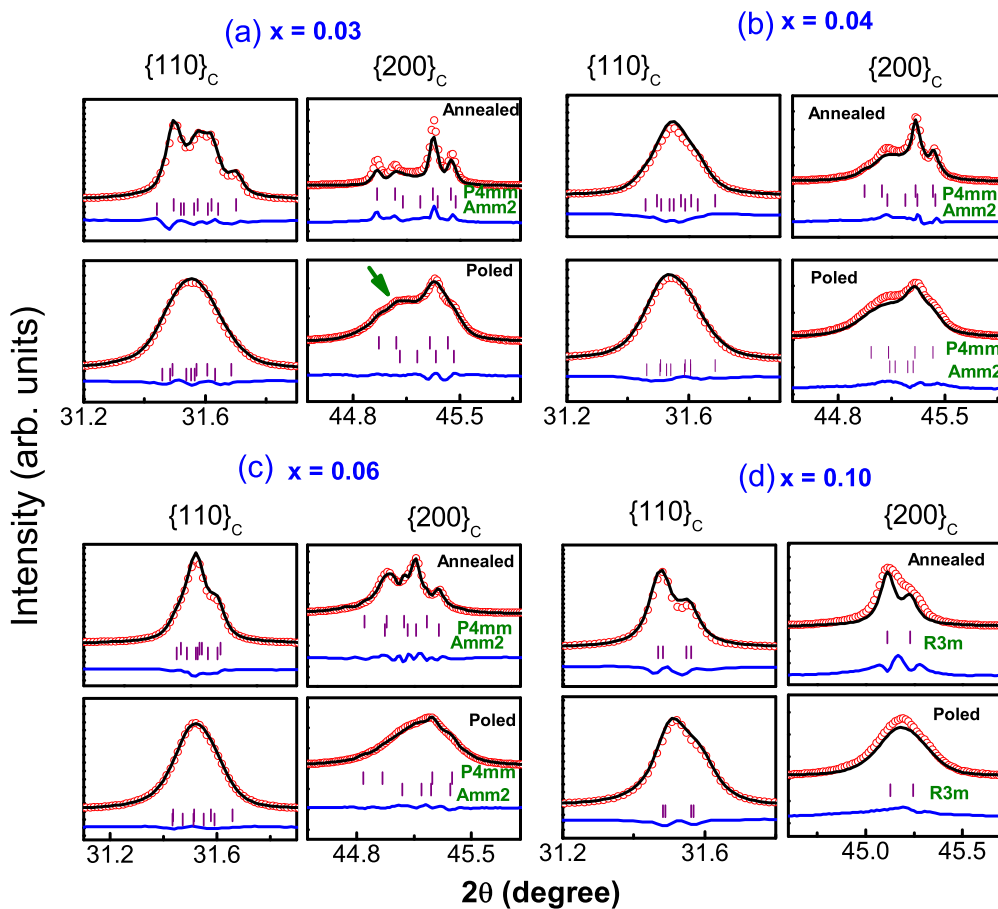 (a) x = 0.03
(b) x = 0.04
{110}C
{200}C
{110}C
{200}C
Annealed
P4mm
Amm2
Annealed
P4mm
Amm2
Poled
P4mm
Amm2
Poled
P4mm
Amm2
31.2
31.6
44.8
45.5
31.2
31.6
44.8
45.5
(c) x = 0.06
(d) x = 0.10
{110}C
{200}C
{110}C
{200}C
Annealed
P4mm
Amm2
Annealed
R3m
Poled
P4mm
Amm2
Poled
R3m
31.2
31.6
44.8
45.5
31.2
31.6
45.0
45.5
Intensity (arb. units)
2θ (degree)